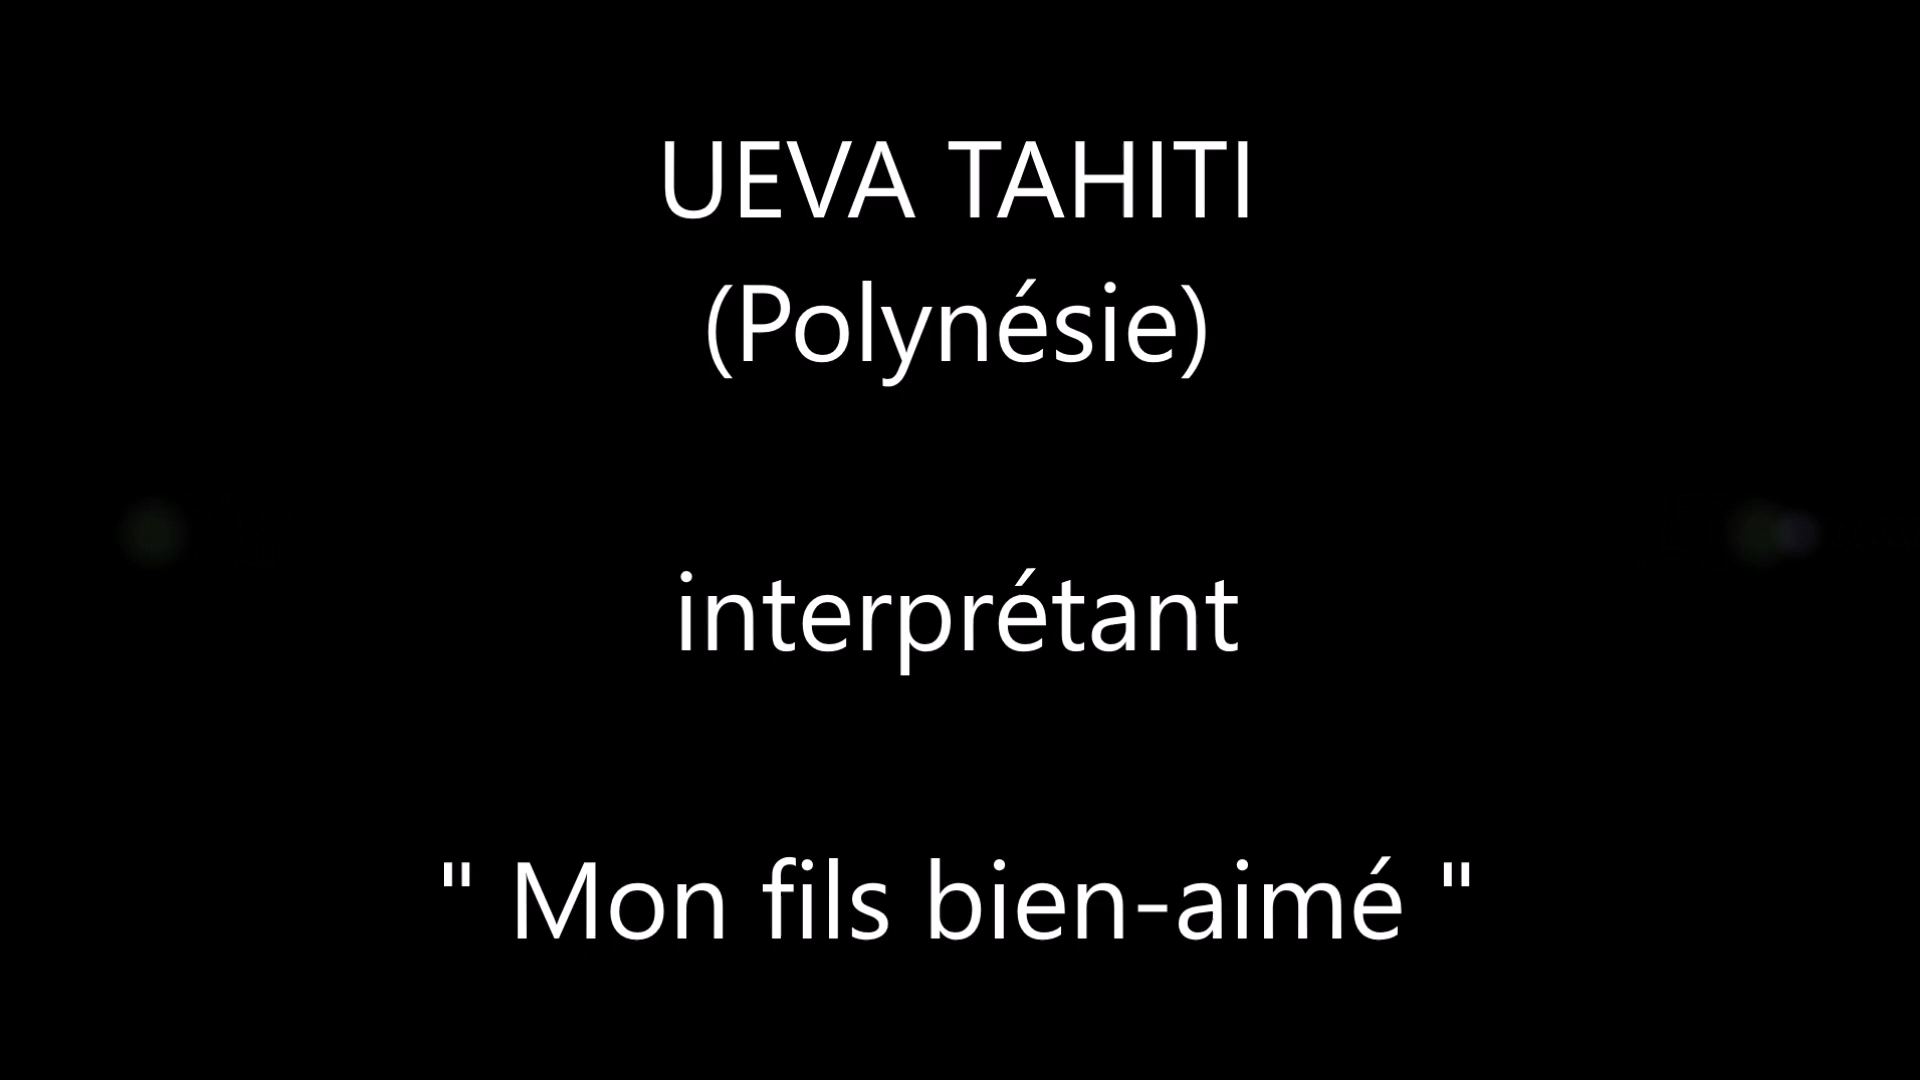 UEVA TAHITI
(Polynésie)
interprétant
" Mon fils bien-aimé "